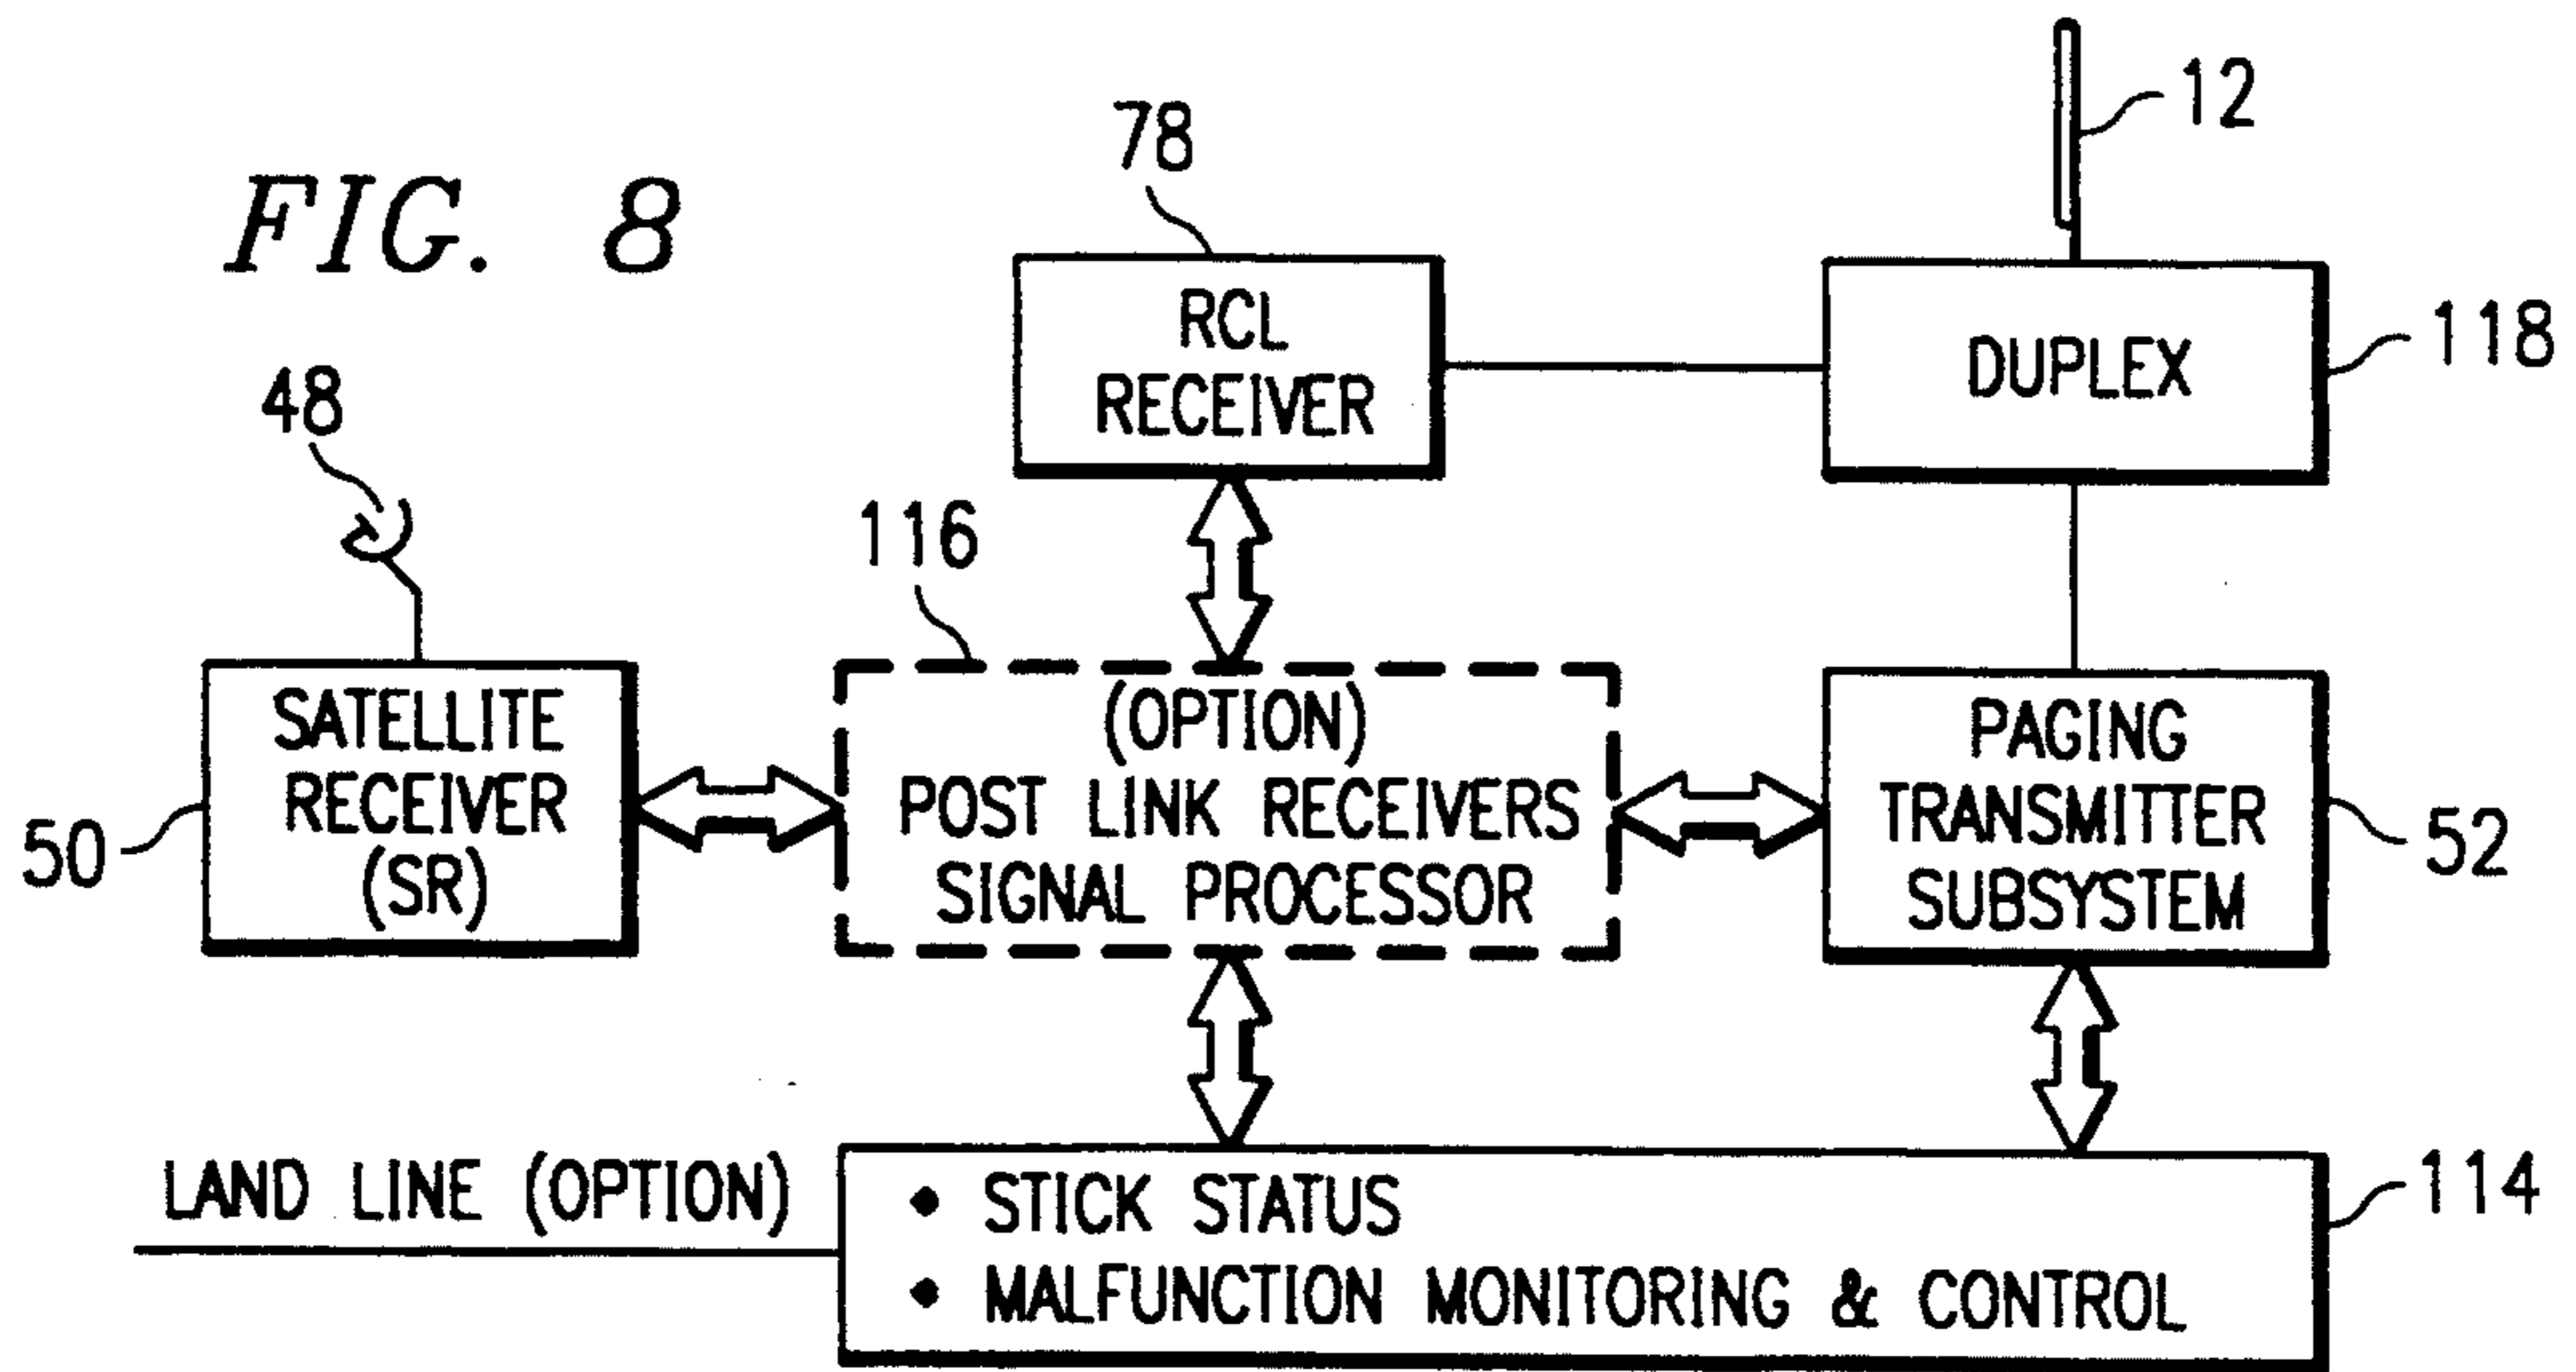 FIG. 8
12
78
RCL
RECEIVER
DUPLEX
118
48
116
SATELLITE
RECEIVER
(SR)
50
(OPTION)
POST LINK RECEIVERS
SIGNAL PROCESSOR
PAGING
TRANSMITTER
SUBSYSTEM
52
LAND LINE (OPTION)
• STICK STATUS
• MALFUNCTION MONITORING & CONTROL
114